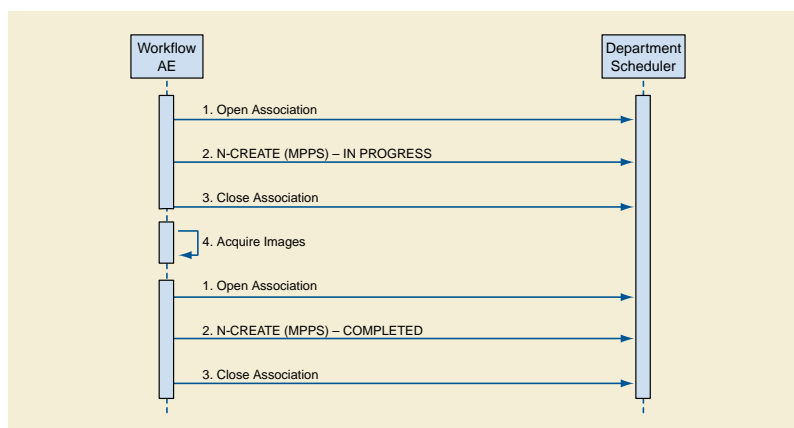 Workflow
AE
Department
Scheduler
1. Open Association
2. N-CREATE (MPPS) – IN PROGRESS
3. Close Association
4. Acquire Images
1. Open Association
2. N-CREATE (MPPS) – COMPLETED
3. Close Association